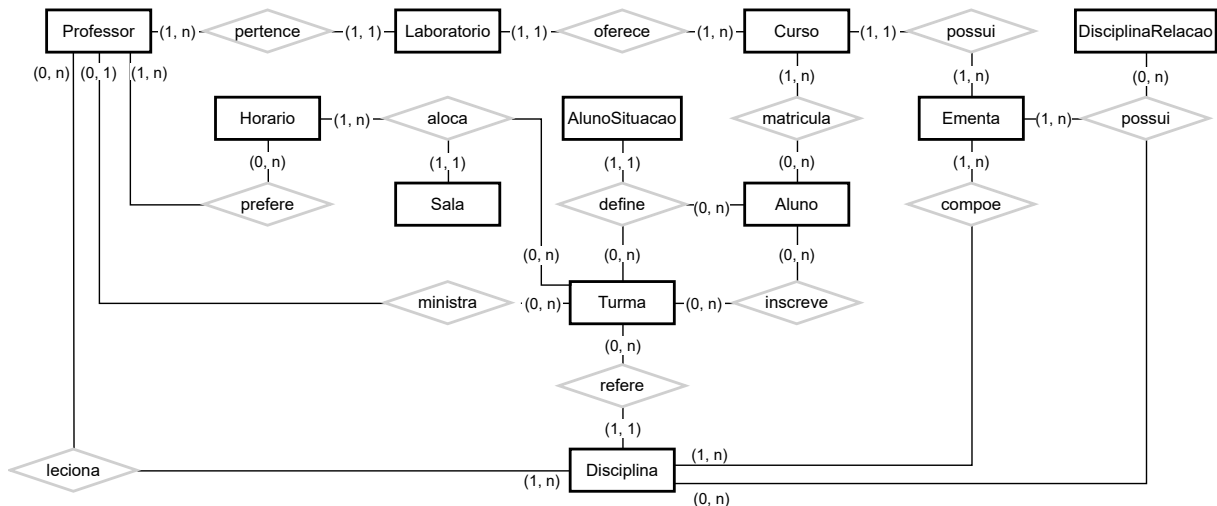 Professor (1, n) pertence (1, 1) Laboratorio (1, 1) oferece (1, n) Curso (1, 1) possui DisciplinaRelacao
(0, n) (0, 1) (1, n) (1, n) (1, n) (0, n)
Horario (1, n) aloca AlunoSituacao matricula Ementa (1, n) possui
(0, n) (1, 1) (1, 1) (0, n) (1, n)
prefere Sala define (0, n) Aluno compoe
(0, n) (0, n) (0, n)
ministra (0, n) Turma (0, n) inscreve
(0, n)
refere
(1, 1)
leciona (1, n) Disciplina (1, n)
(0, n)